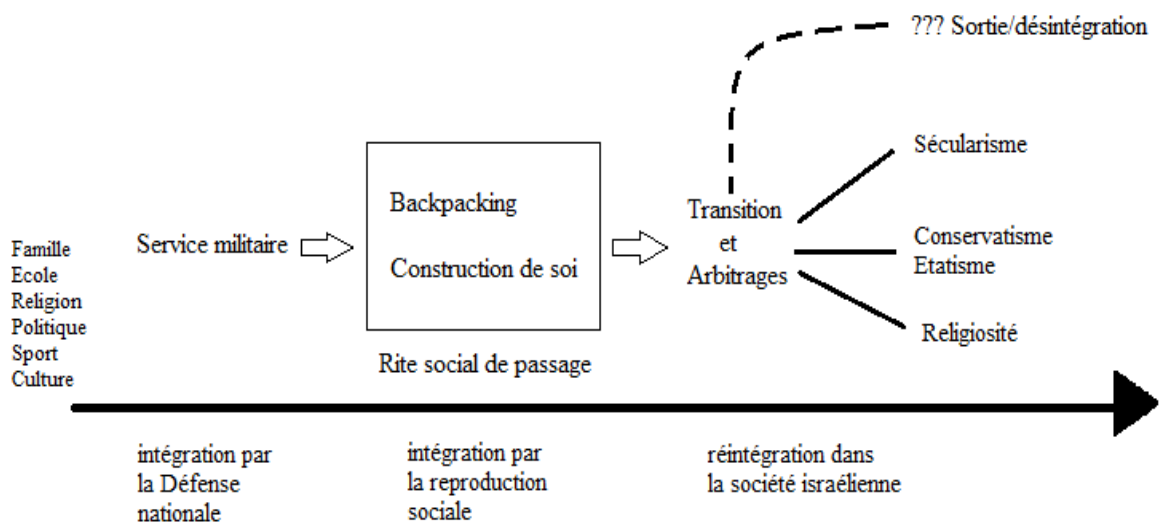 ??? Sortie/désintégration
Sécularisme
Backpacking
Transition
et
Arbitrages
Service militaire
Construction de soi
Conservatisme
Etatisme
Famille
Ecole
Religion
Politique
Sport
Culture
Religiosité
Rite social de passage
intégration par
la Défense
nationale
intégration par
la reproduction
sociale
réintégration dans
la société israélienne